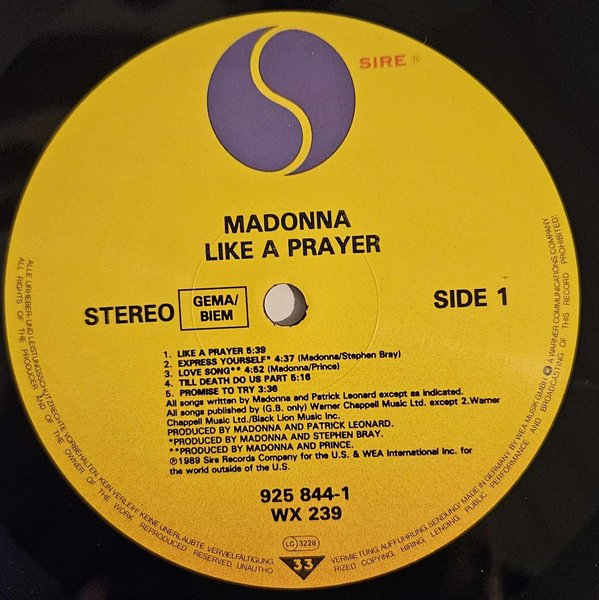 SIRE ®
MADONNA
LIKE A PRAYER
STEREO
GEMA/
BIEM
SIDE 1
1. LIKE A PRAYER 5:39
2. EXPRESS YOURSELF* 4:37 (Madonna/Stephen Bray)
3. LOVE SONG** 4:52 (Madonna/Prince)
4. TILL DEATH DO US PART 5:16
5. PROMISE TO TRY 3:36
All songs written by Madonna and Patrick Leonard except as indicated.
All songs published by (G.B. only) Warner Chappell Music Ltd. except 2.Warner
Chappell Music Ltd./Black Lion Music Inc.
PRODUCED BY MADONNA AND PATRICK LEONARD.
*PRODUCED BY MADONNA AND STEPHEN BRAY.
**PRODUCED BY MADONNA AND PRINCE.
℗1989 Sire Records Company for the U.S. & WEA International Inc. for
the world outside of the U.S.
925 844-1
WX 239
LC 3228
33
ALLE URHEBER-UND LEISTUNGSSCHUTZRECHTE VORBEHALTEN. KEIN VERLEIH! KEINE UNERLAUBTE VERVIELFÄLTIGUNG, VERMIETUNG, AUFFÜHRUNG, SENDUNG! MADE IN GERMANY BY WEA MUSIK GMBH A WARNER COMMUNICATIONS COMPANY
ALL RIGHTS OF THE PRODUCER AND OF THE OWNER OF THE WORK REPRODUCED RESERVED. UNAUTHORIZED COPYING, HIRING, LENDING, PUBLIC PERFORMANCE AND BROADCASTING OF THIS RECORD PROHIBITED!